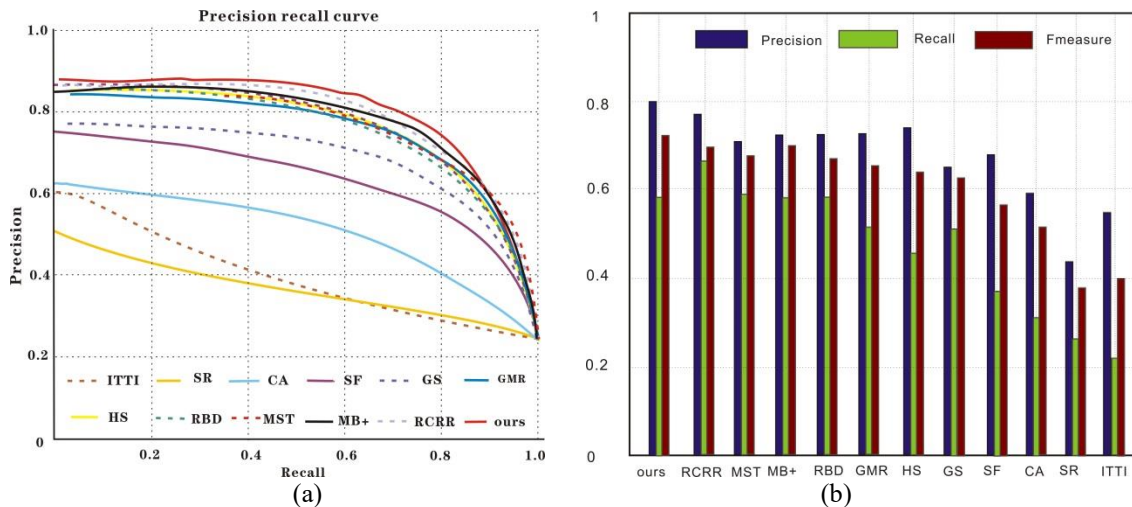 Precision recall curve
1.0
0.8
0.6
0.4
0.2
0
Precision
ITTI SR CA SF GS GMR
HS RBD MST MB+ RCRR ours
0.2 0.4 0.6 0.8 1.0
Recall
(a)
1
0.8
0.6
0.4
0.2
0
Precision Recall Fmeasure
ours RCRR MST MB+ RBD GMR HS GS SF CA SR ITTI
(b)